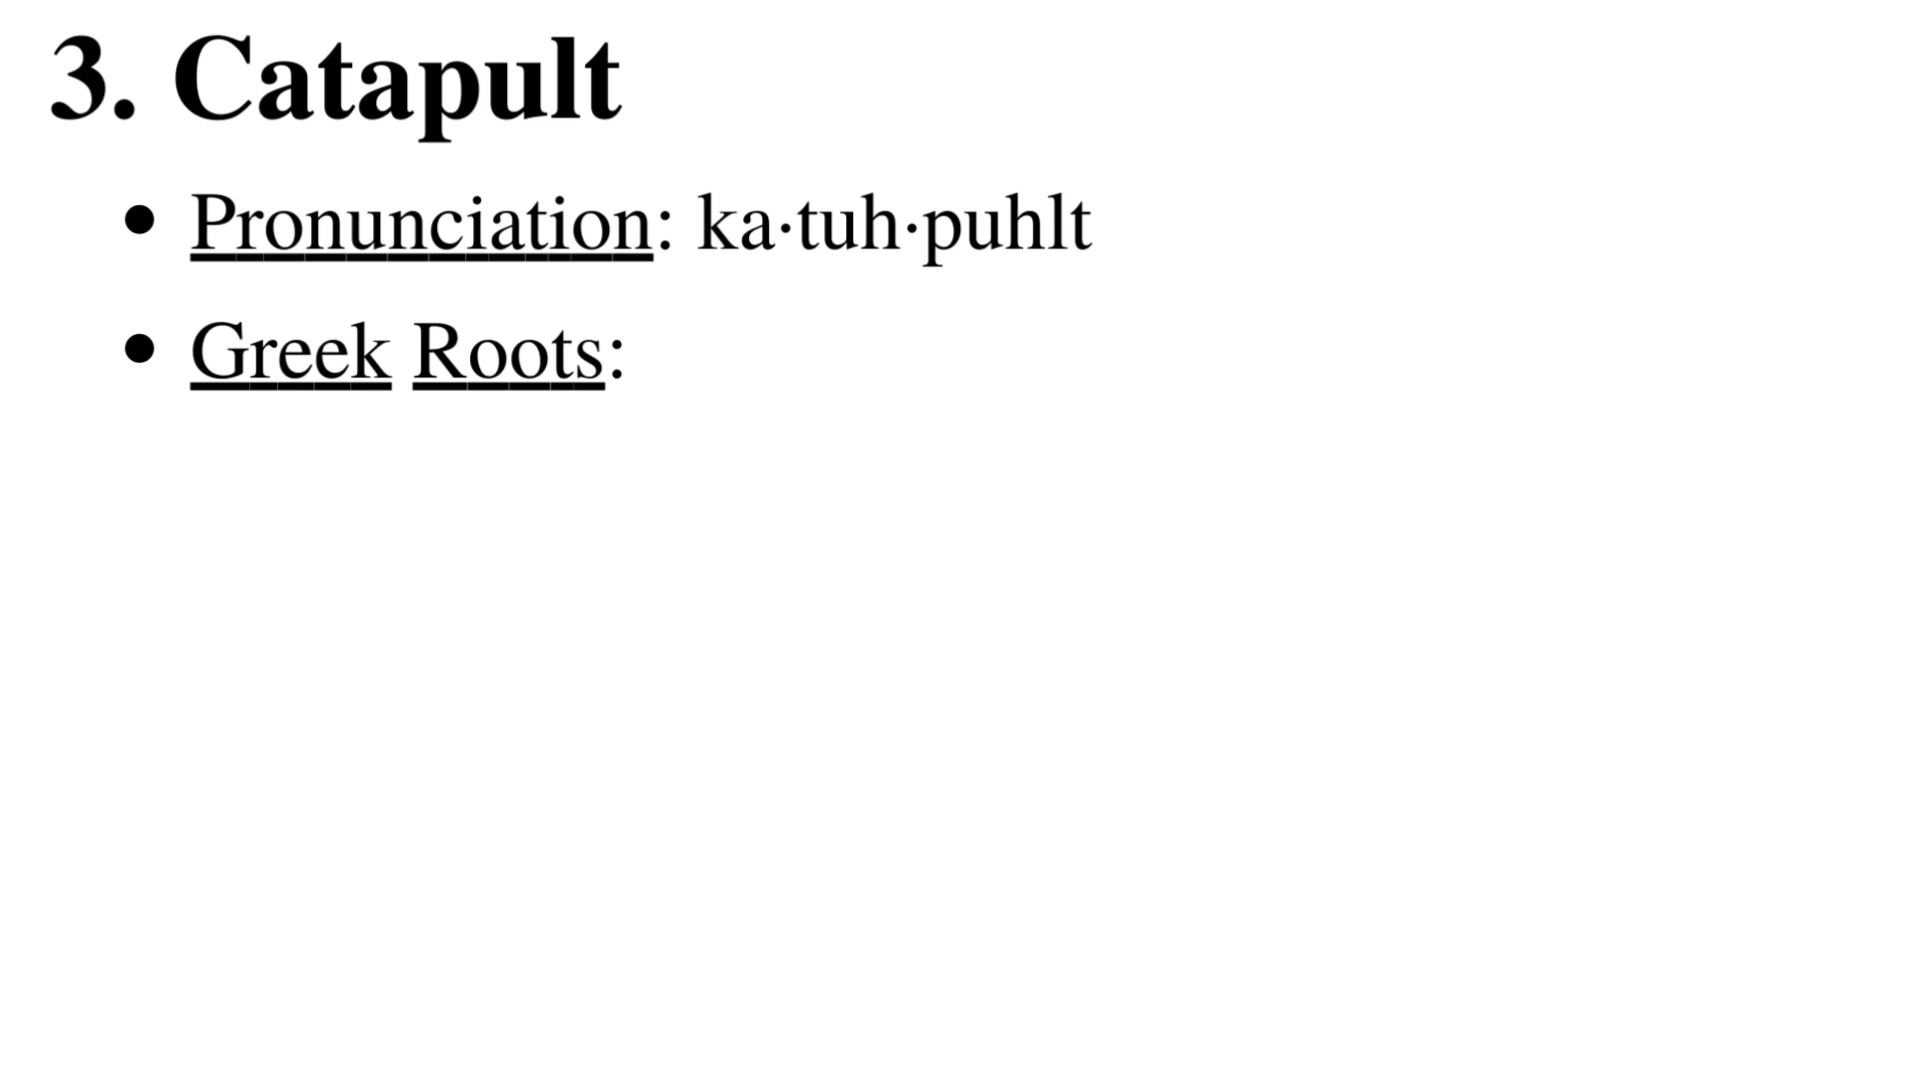 3. Catapult
• Pronunciation: ka·tuh·puhlt
• Greek Roots: